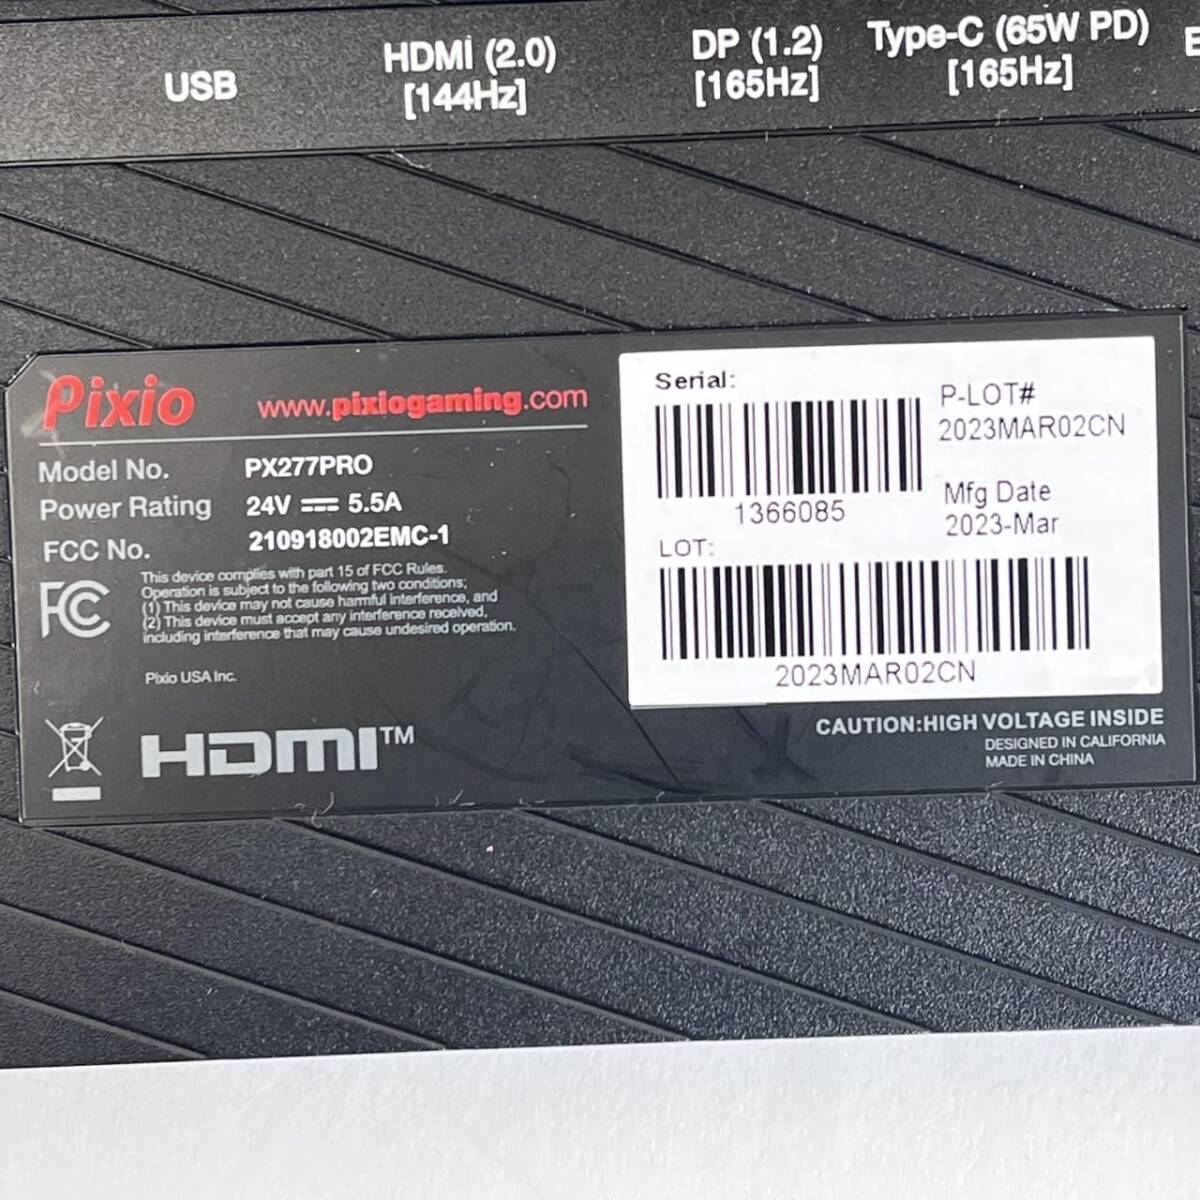 USB
HDMI (2.0)
[144Hz]
DP (1.2)
[165Hz]
Type-C (65W PD)
[165Hz]
Pixio
www.pixiogaming.com
Model No. PX277PRO
Power Rating 24V 5.5A
FCC No. 210918002EMC-1
FC
This device complies with part 15 of FCC Rules.
Operation is subject to the following two conditions;
(1) This device may not cause harmful interference, and
(2) This device must accept any interference received,
including interference that may cause undesired operation.
Pixio USA Inc.
HDMI™
Serial:
1366085
P-LOT#
2023MAR02CN
Mfg Date
2023-Mar
LOT:
2023MAR02CN
CAUTION:HIGH VOLTAGE INSIDE
DESIGNED IN CALIFORNIA
MADE IN CHINA